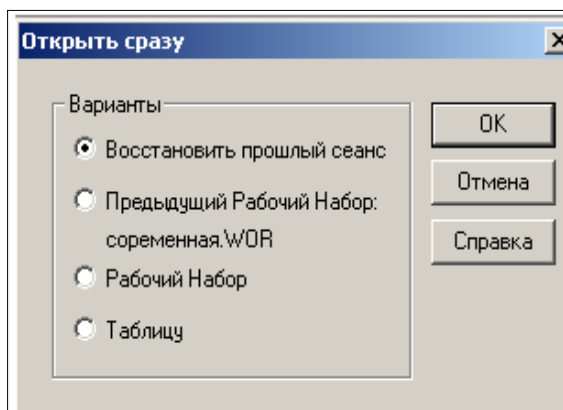 Открыть сразу
Варианты
Восстановить прошлый сеанс
Предыдущий Рабочий Набор:
соременная.WOR
Рабочий Набор
Таблицу
OK
Отмена
Справка